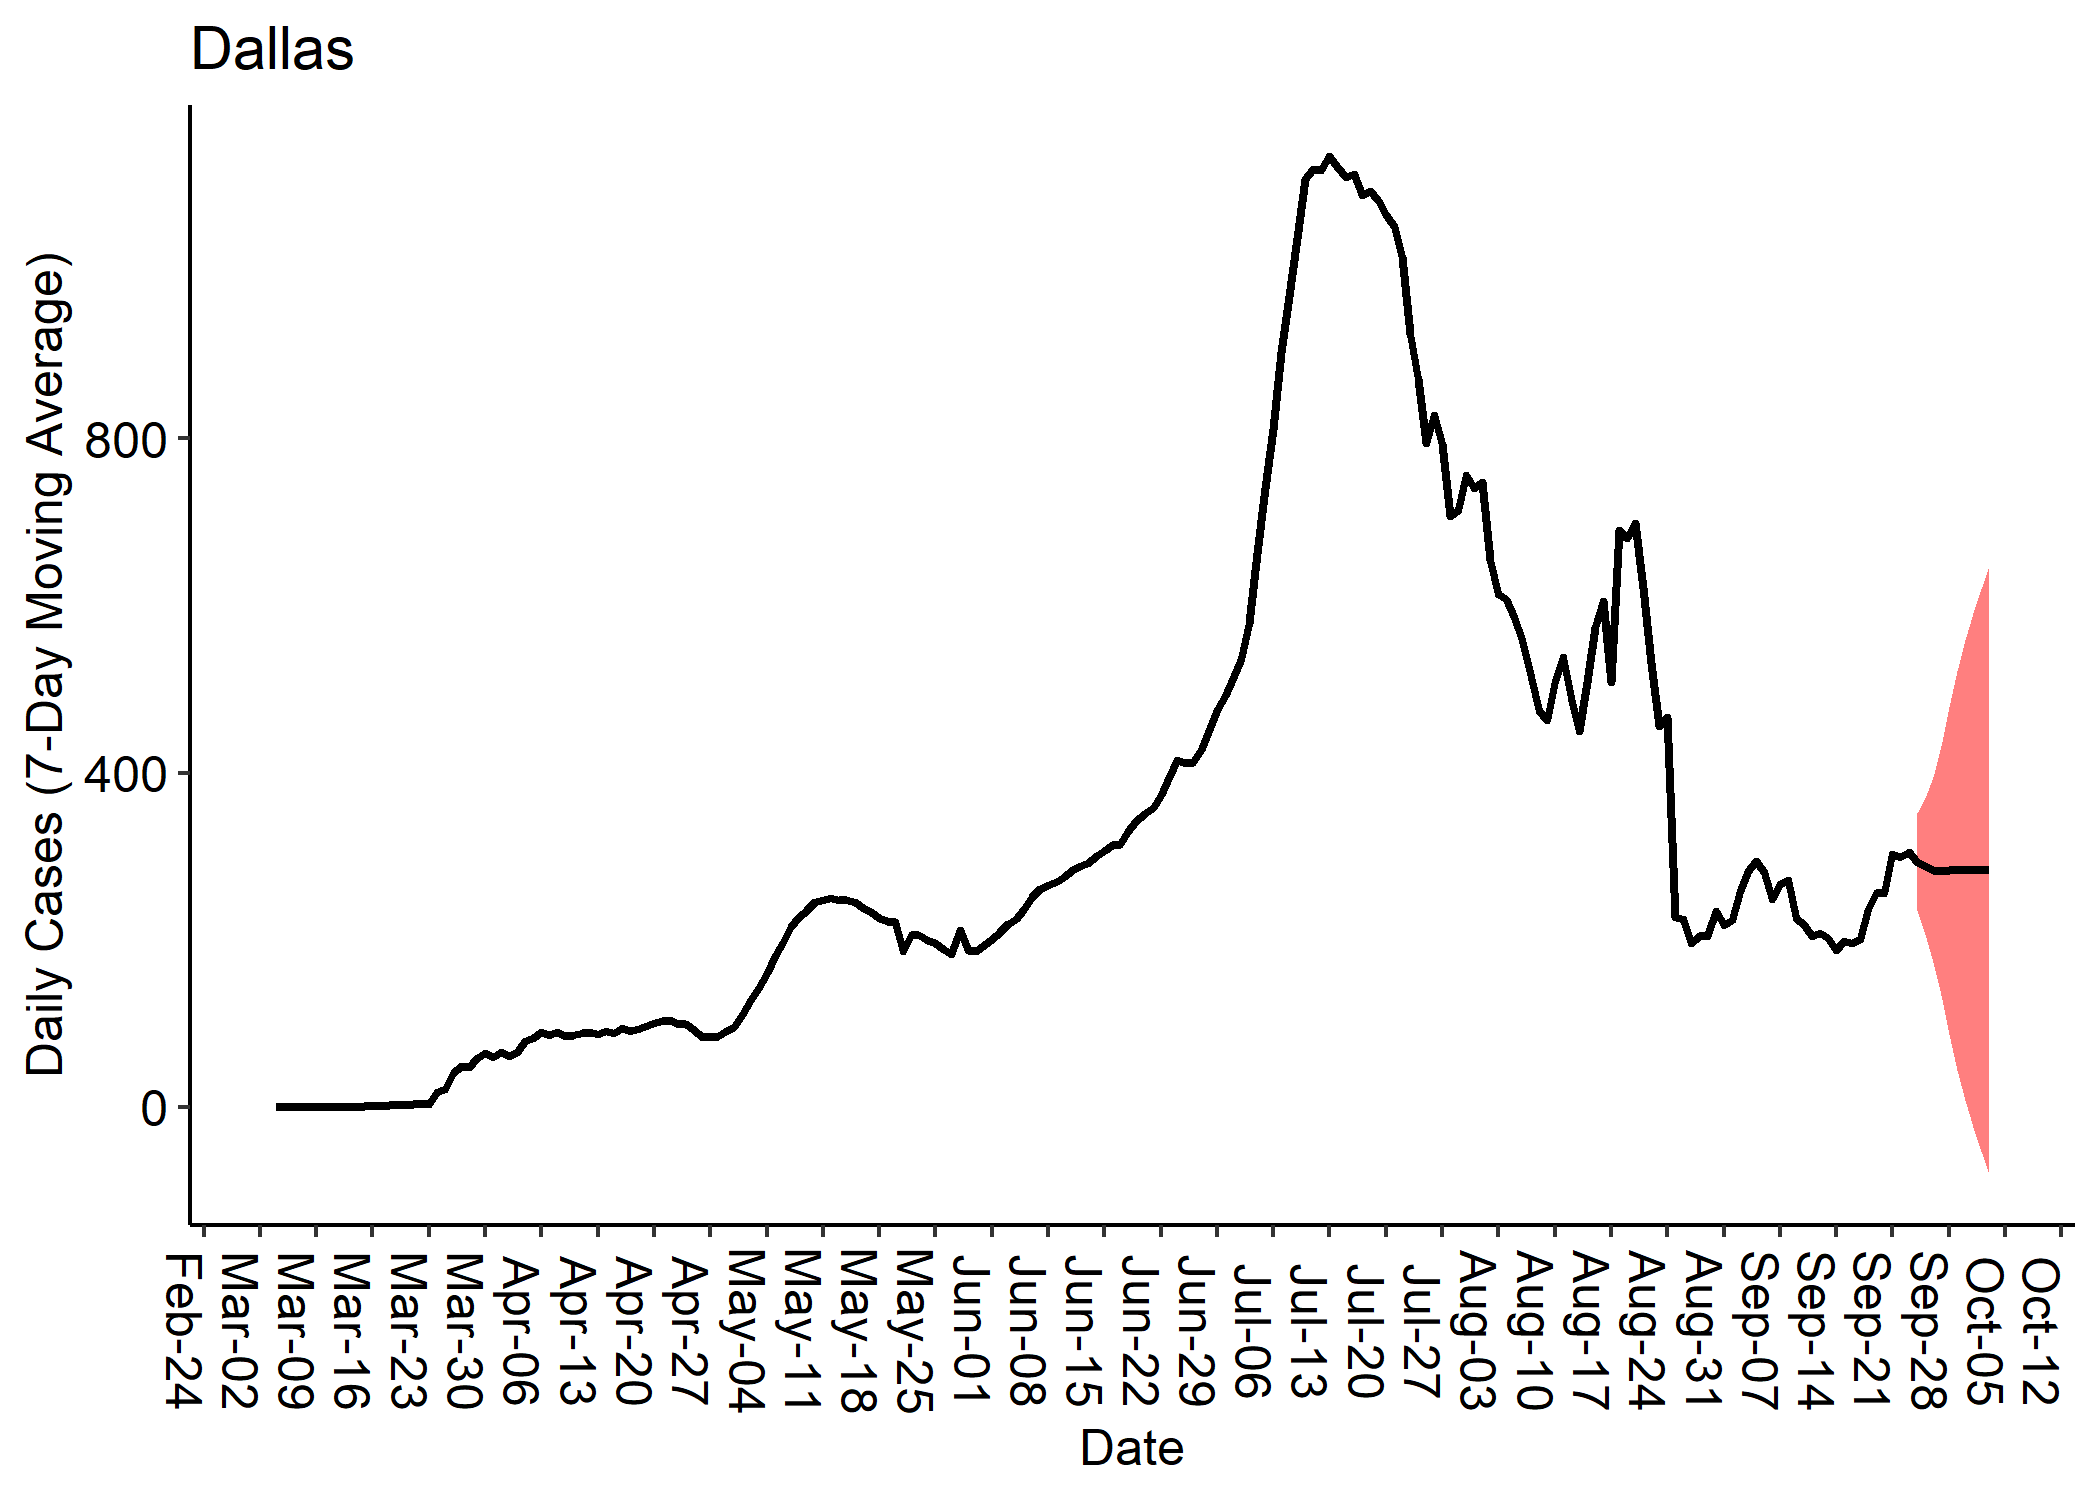 Dallas
Daily Cases (7-Day Moving Average)
800
400
0
Feb-24
Mar-02
Mar-09
Mar-16
Mar-23
Mar-30
Apr-06
Apr-13
Apr-20
Apr-27
May-04
May-11
May-18
May-25
Jun-01
Jun-08
Jun-15
Jun-22
Jun-29
Jul-06
Jul-13
Jul-20
Jul-27
Aug-03
Aug-10
Aug-17
Aug-24
Aug-31
Sep-07
Sep-14
Sep-21
Sep-28
Oct-05
Oct-12
Date